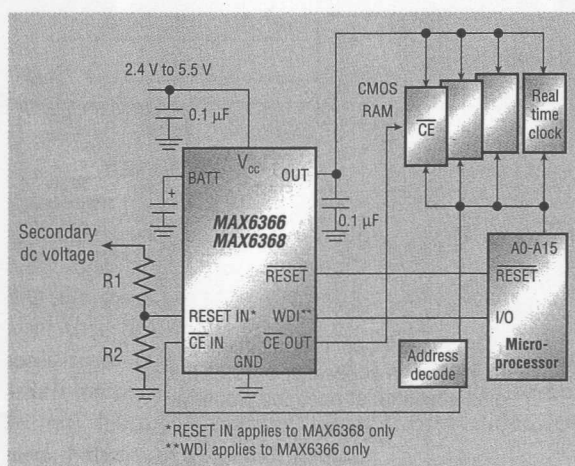 2.4 V to 5.5 V
0.1 µF
CMOS
RAM
CE
Real
time
clock
BATT
Vcc
OUT
+
0.1 µF
MAX6366
MAX6368
Secondary
dc voltage
R1
RESET
A0-A15
RESET
RESET IN*
WDI**
I/O
R2
CE IN
CE OUT
Micro-
processor
Address
decode
GND
*RESET IN applies to MAX6368 only
**WDI applies to MAX6366 only